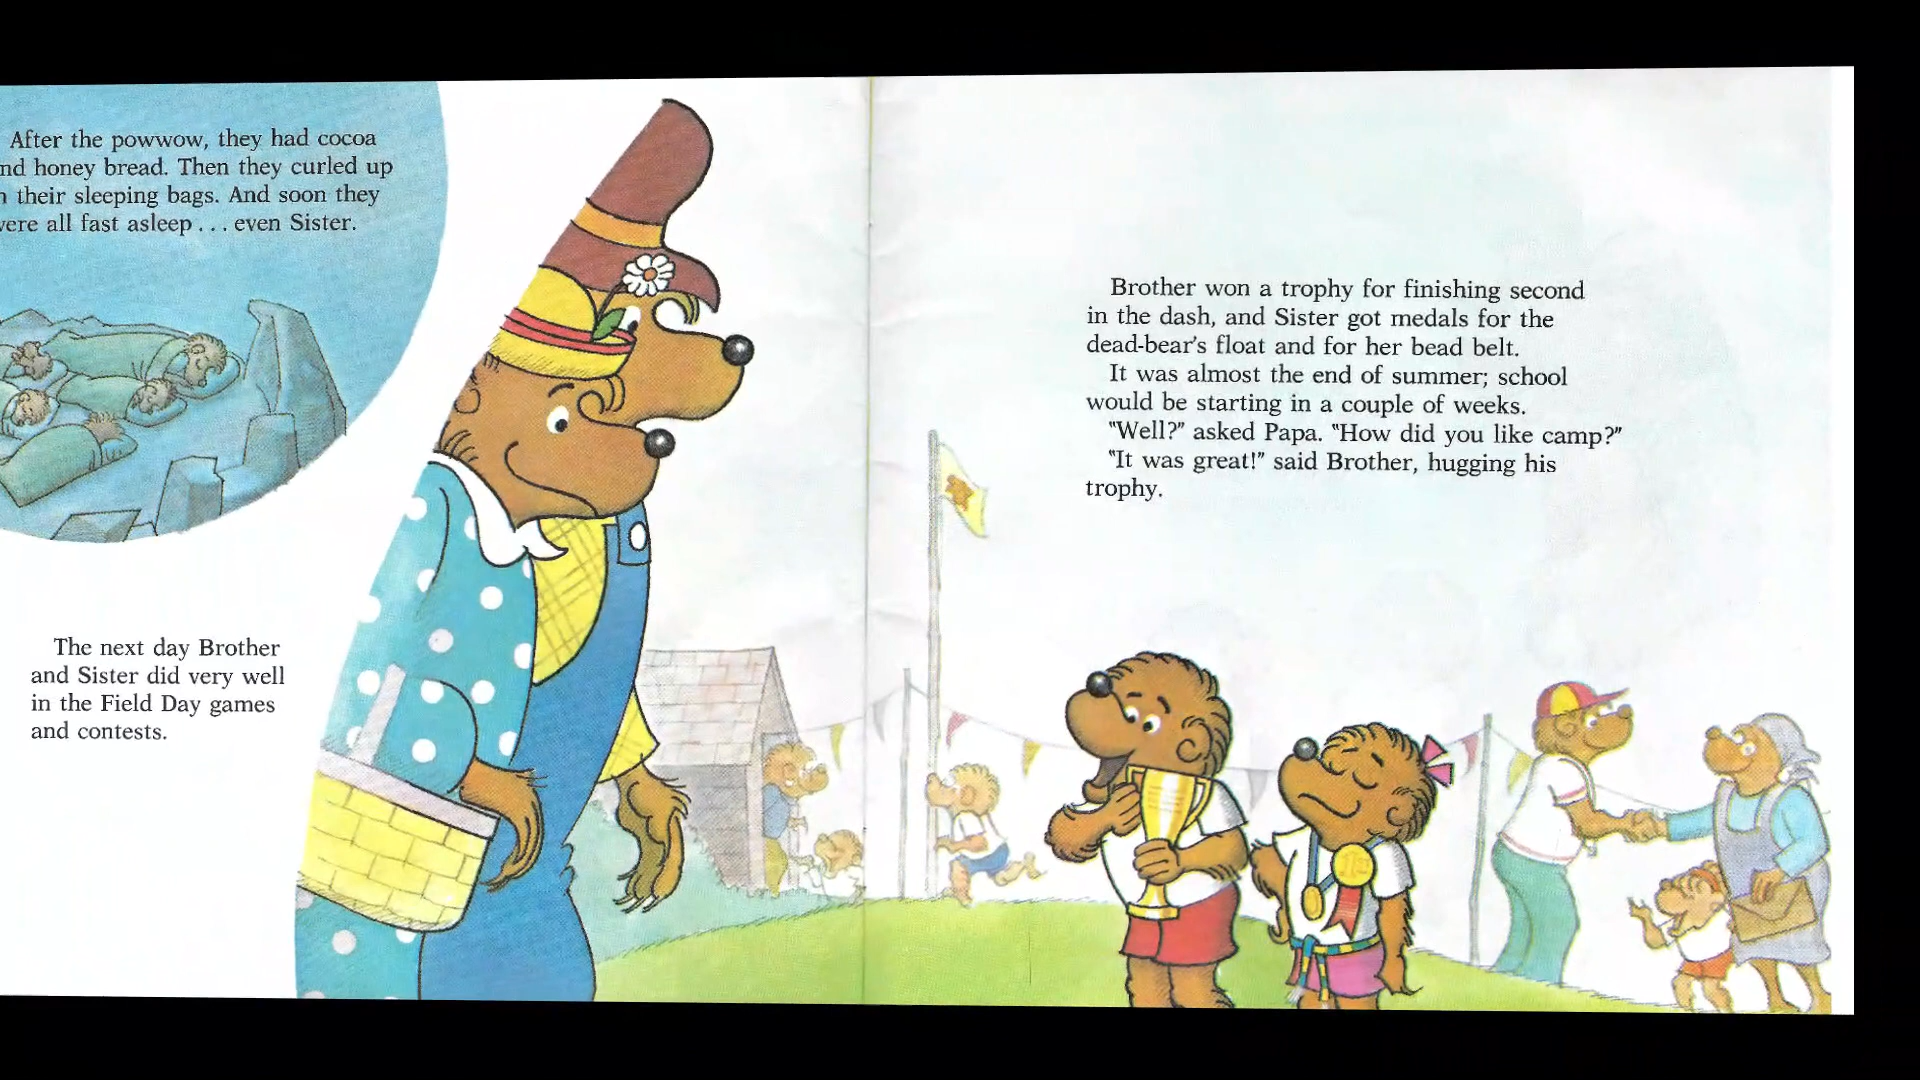 After the powwow, they had cocoa
nd honey bread. Then they curled up
their sleeping bags. And soon they
ere all fast asleep . . . even Sister.
The next day Brother
and Sister did very well
in the Field Day games
and contests.
Brother won a trophy for finishing second
in the dash, and Sister got medals for the
dead-bear's float and for her bead belt.
It was almost the end of summer; school
would be starting in a couple of weeks.
"Well?" asked Papa. "How did you like camp?"
"It was great!" said Brother, hugging his
trophy.